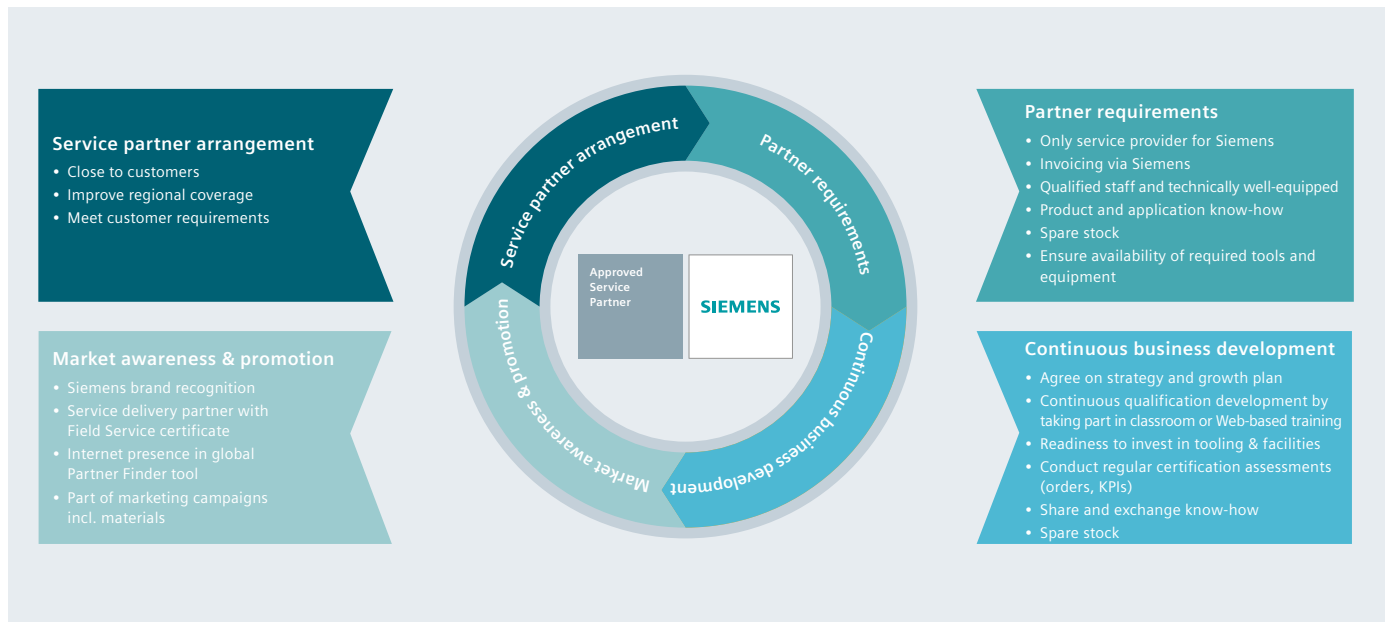 Service partner arrangement
• Close to customers
• Improve regional coverage
• Meet customer requirements
Market awareness & promotion
• Siemens brand recognition
• Service delivery partner with
Field Service certificate
• Internet presence in global
Partner Finder tool
• Part of marketing campaigns
incl. materials
Service partner arrangement
Partner requirements
Continuous business development
Market awareness & promotion
Approved
Service
Partner
SIEMENS
Partner requirements
• Only service provider for Siemens
• Invoicing via Siemens
• Qualified staff and technically well-equipped
• Product and application know-how
• Spare stock
• Ensure availability of required tools and
equipment
Continuous business development
• Agree on strategy and growth plan
• Continuous qualification development by
taking part in classroom or Web-based training
• Readiness to invest in tooling & facilities
• Conduct regular certification assessments
(orders, KPIs)
• Share and exchange know-how
• Spare stock